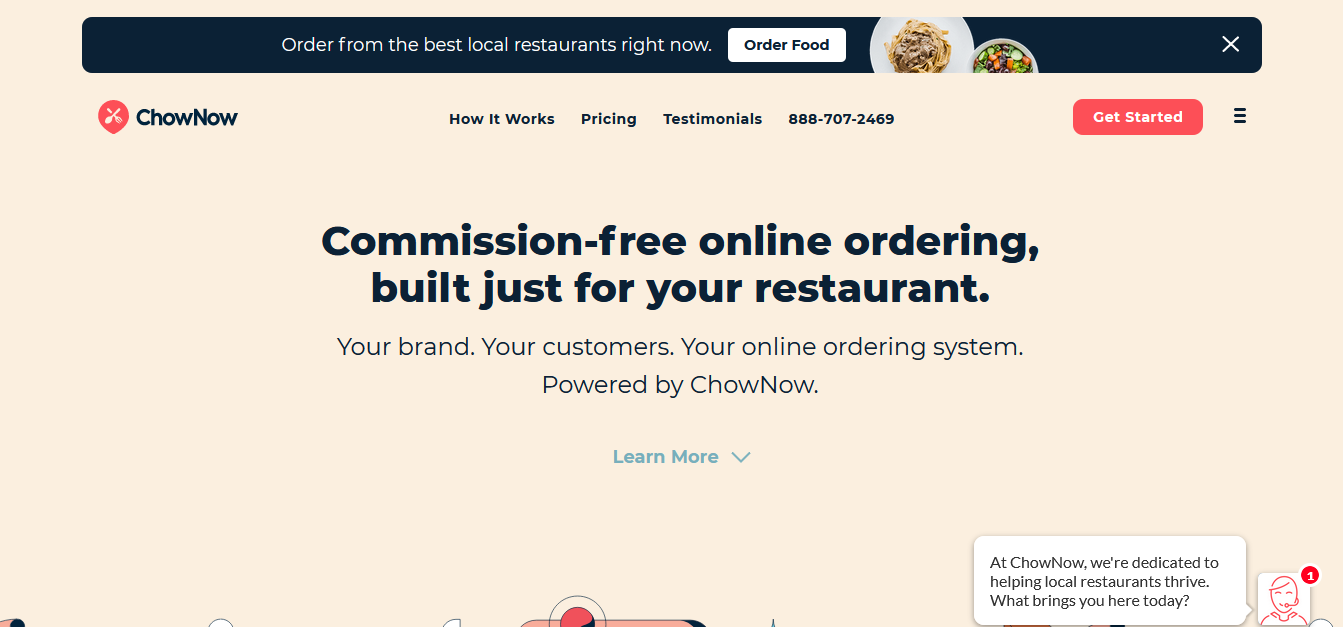 Order from the best local restaurants right now.
Order Food
ChowNow
How It Works
Pricing
Testimonials
888-707-2469
Get Started
Commission-free online ordering,
built just for your restaurant.
Your brand. Your customers. Your online ordering system.
Powered by ChowNow.
Learn More
At ChowNow, we're dedicated to
helping local restaurants thrive.
What brings you here today?
1